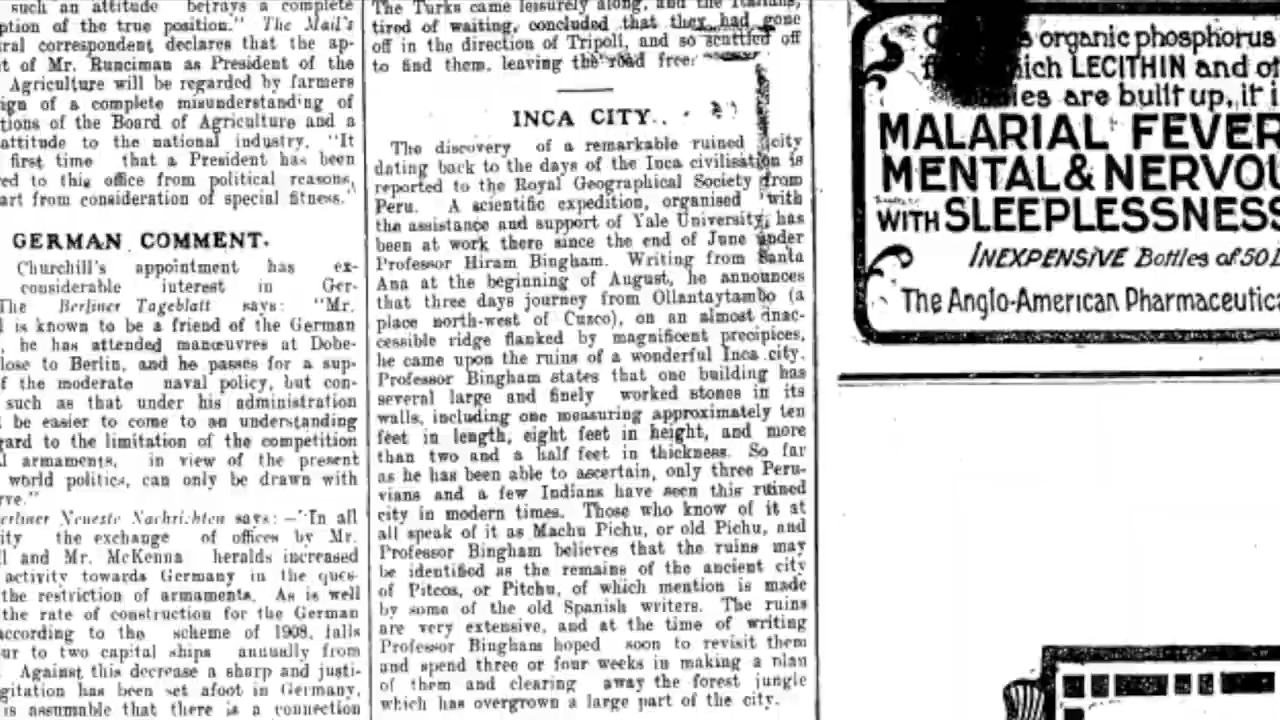 such an attitude betrays a complete
ption of the true position." The Mail's
ral correspondent declares that the ap-
t of Mr. Runciman as President of the
Agriculture will be regarded by farmers
ign of a complete misunderstanding of
tions of the Board of Agriculture and a
attitude to the national industry. "It
first time that a President has been
ed to this office from political reasons,
art from consideration of special fitness."
GERMAN COMMENT.
Churchill's appointment has ex-
considerable interest in Ger-
The Berliner Tageblatt says: "Mr.
l is known to be a friend of the German
, he has attended manœuvres at Dobe-
lose to Berlin, and he passes for a sup-
f the moderate naval policy, but con-
such as that under his administration
l be easier to come to an understanding
gard to the limitation of the competition
l armaments, in view of the present
world politics, can only be drawn with
rve."
erliner Neueste Nachrichten says:—"In all
ity the exchange of offices by Mr.
ll and Mr. McKenna heralds increased
activity towards Germany in the ques-
the restriction of armaments. As is well
the rate of construction for the German
according to the scheme of 1908, falls
ur to two capital ships annually from
Against this decrease a sharp and justi-
gitation has been set afoot in Germany,
is assumable that there is a connection
The Turks came leisurely along, and the Italians,
tired of waiting, concluded that they had gone
off in the direction of Tripoli, and so scuttled off
to find them, leaving the road free.
INCA CITY.
The discovery of a remarkable ruined city
dating back to the days of the Inca civilisation is
reported to the Royal Geographical Society from
Peru. A scientific expedition, organised with
the assistance and support of Yale University, has
been at work there since the end of June under
Professor Hiram Bingham. Writing from Santa
Ana at the beginning of August, he announces
that three days journey from Ollantaytambo (a
place north-west of Cusco), on an almost inac-
cessible ridge flanked by magnificent precipices,
he came upon the ruins of a wonderful Inca city.
Professor Bingham states that one building has
several large and finely worked stones in its
walls, including one measuring approximately ten
feet in length, eight feet in height, and more
than two and a half feet in thickness. So far
as he has been able to ascertain, only three Peru-
vians and a few Indians have seen this ruined
city in modern times. Those who know of it at
all speak of it as Machu Pichu, or old Pichu, and
Professor Bingham believes that the ruins may
be identified as the remains of the ancient city
of Pitcos, or Pitchu, of which mention is made
by some of the old Spanish writers. The ruins
are very extensive, and at the time of writing
Professor Bingham hoped soon to revisit them
and spend three or four weeks in making a plan
of them and clearing away the forest jungle
which has overgrown a large part of the city.
organic phosphorus
ich LECITHIN and ot
ies are built up, it i
MALARIAL FEVER
MENTAL & NERVOU
WITH SLEEPLESSNESS
INEXPENSIVE Bottles of 50
The Anglo-American Pharmaceutica